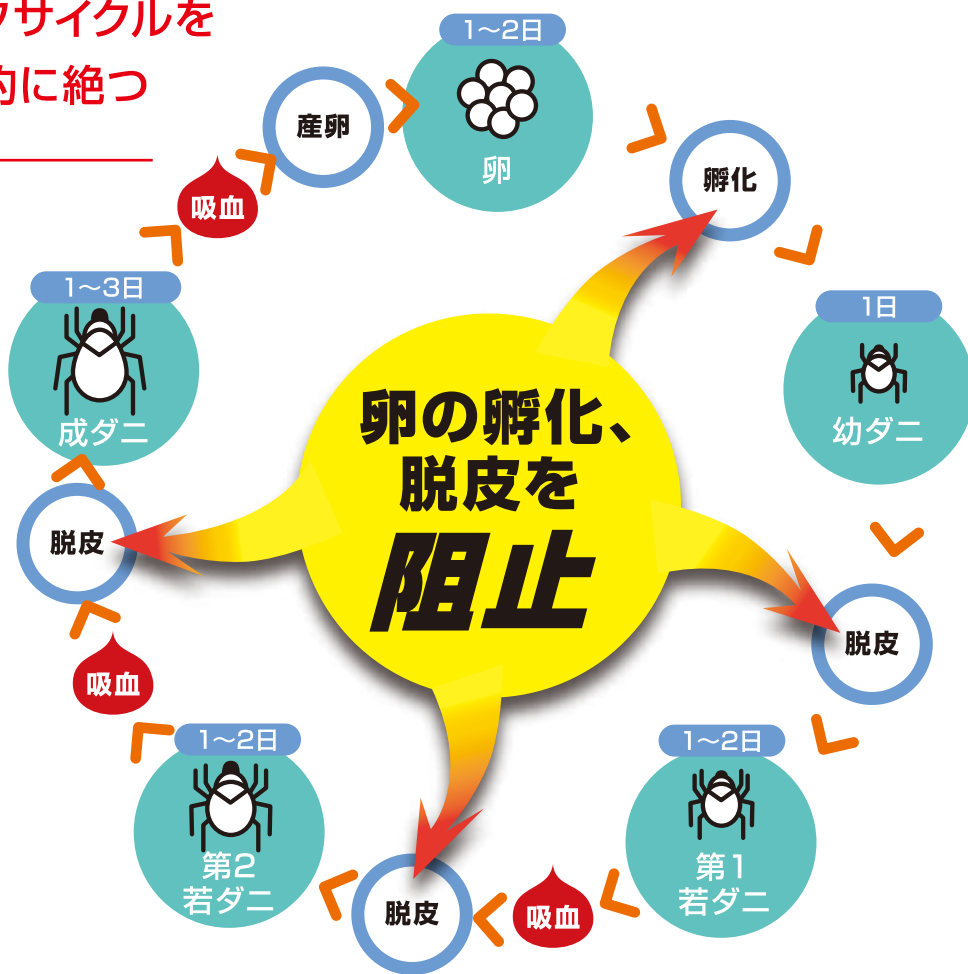 クサイクルを
的に絶つ
1〜2日
卵
孵化
1日
幼ダニ
脱皮
1〜2日
第1
若ダニ
吸血
脱皮
1〜2日
第2
若ダニ
吸血
脱皮
1〜3日
成ダニ
吸血
産卵
卵の孵化、
脱皮を
阻止